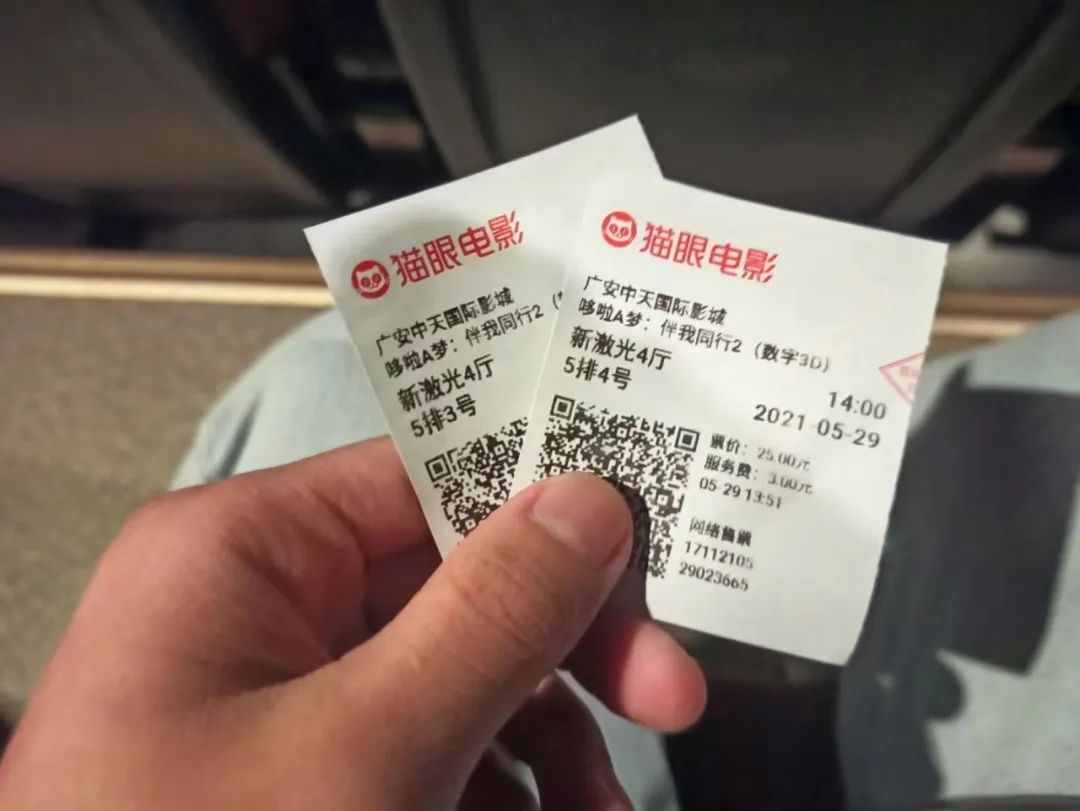 猫眼电影
广安中天国际影城
哆啦A梦：伴我同行2（
新激光4厅
5排3号
猫眼电影
广安中天国际影城
哆啦A梦：伴我同行2（数字3D）
新激光4厅
5排4号
14:00
2021-05-29
票价：25.00元
服务费：3.00元
05-29 13:51
网络售票
17112105
29023665